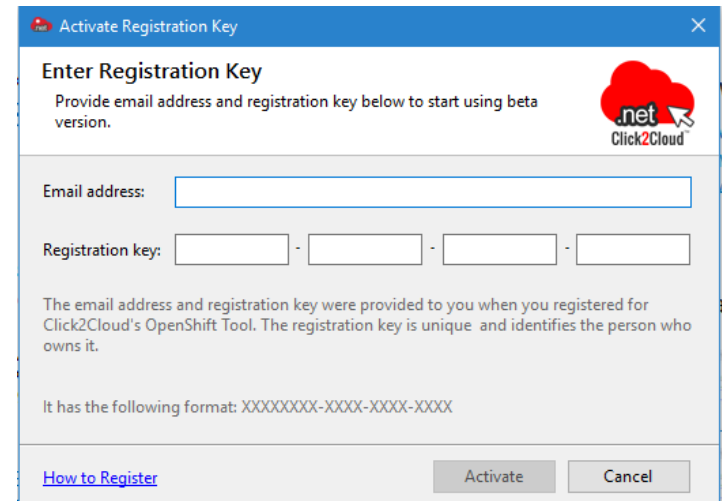 Activate Registration Key
Enter Registration Key
Provide email address and registration key below to start using beta
version.
.net
Click2Cloud™
Email address:
Registration key: - - -
The email address and registration key were provided to you when you registered for
Click2Cloud's OpenShift Tool. The registration key is unique and identifies the person who
owns it.
It has the following format: XXXXXXXX-XXXX-XXXX-XXXX
How to Register
Activate
Cancel